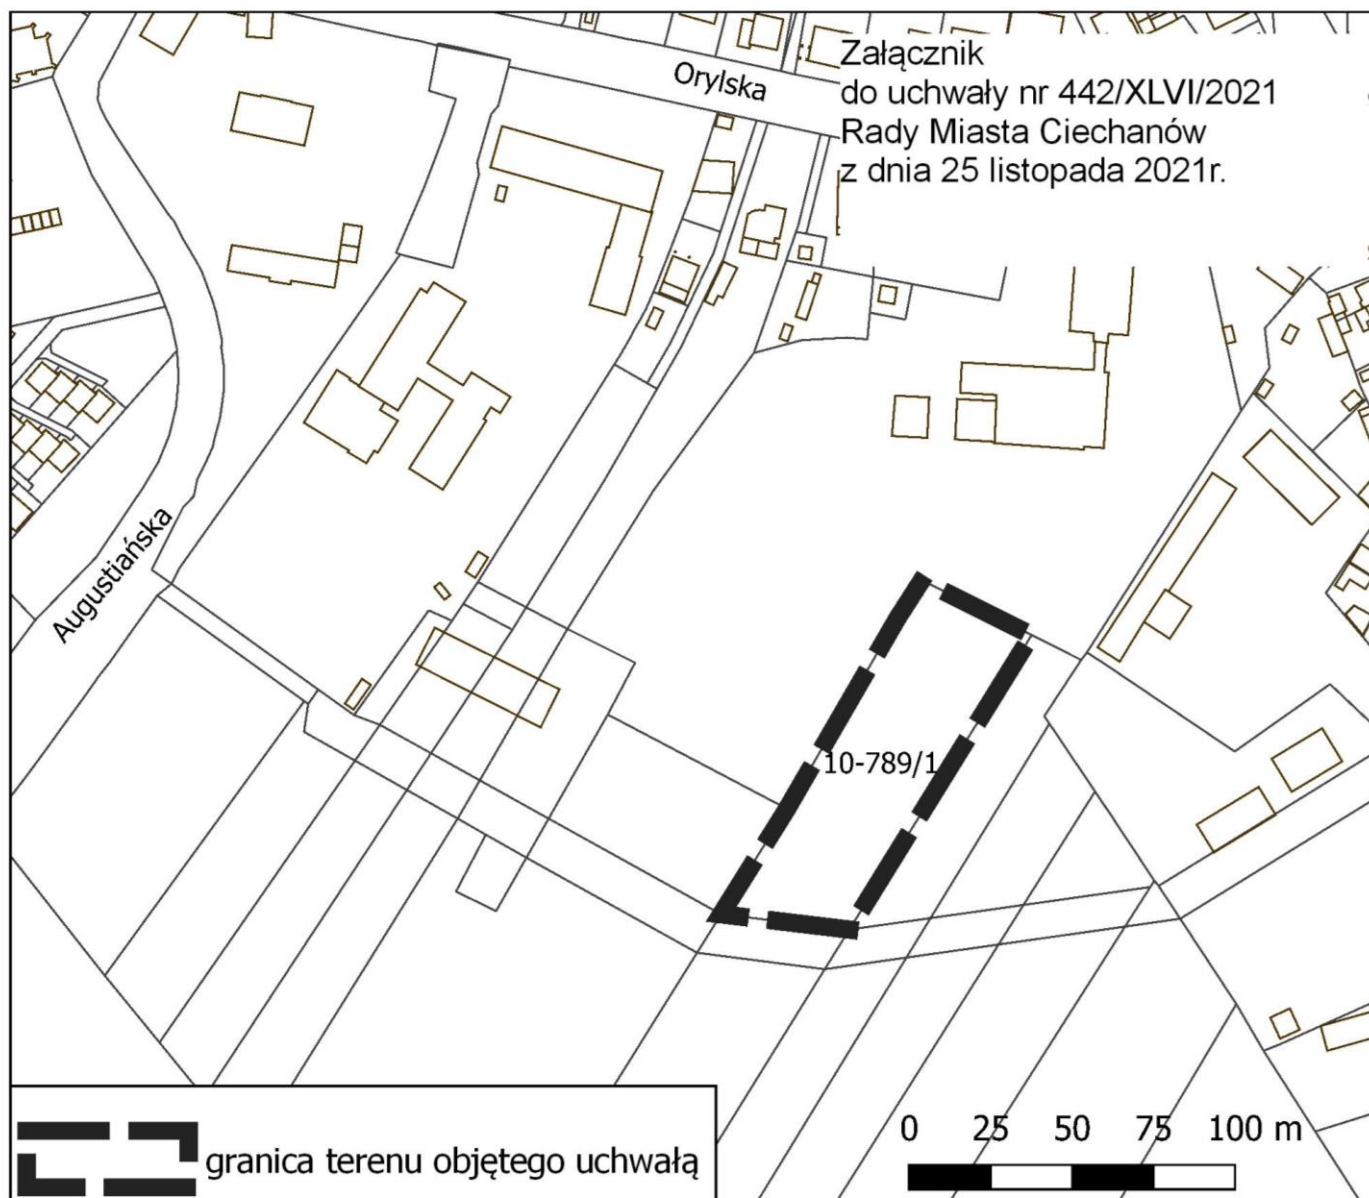 Załącznik
do uchwały nr 442/XLVI/2021
Rady Miasta Ciechanów
z dnia 25 listopada 2021r.
Orylska
Augustiańska
10-789/1
granica terenu objętego uchwałą
0 25 50 75 100 m